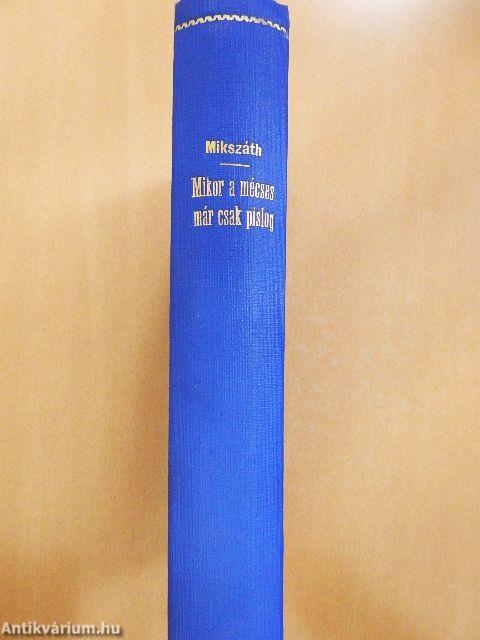 Mikszáth
Mikor a mécses
már csak pislog
Antikvárium.hu